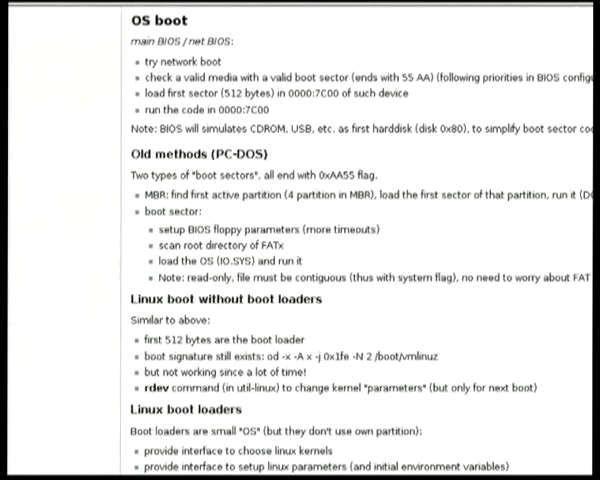 OS boot
main BIOS / net BIOS:
try network boot
check a valid media with a valid boot sector (ends with 55 AA) (following priorities in BIOS
load first sector (512 bytes) in 0000:7C00 of such device
run the code in 0000:7C00
Note: BIOS will simulates CDROM, USB, etc. as first harddisk (disk 0x80), to simplify boot sector
Old methods (PC-DOS)
Two types of "boot sectors", all end with 0xAA55 flag.
MBR: find first active partition (4 partition in MBR), load the first sector of that partition, run it
boot sector:
setup BIOS floppy parameters (more timeouts)
scan root directory of FATx
load the OS (IO.SYS) and run it
Note: read-only, file must be contiguous (thus with system flag), no need to worry about FAT
Linux boot without boot loaders
Similar to above:
first 512 bytes are the boot loader
boot signature still exists: od -x -A x -j 0x1fe -N 2 /boot/vmlinuz
but not working since a lot of time!
rdev command (in util-linux) to change kernel "parameters" (but only for next boot)
Linux boot loaders
Boot loaders are small "OS" (but they don't use own partition):
provide interface to choose linux kernels
provide interface to setup linux parameters (and initial environment variables)